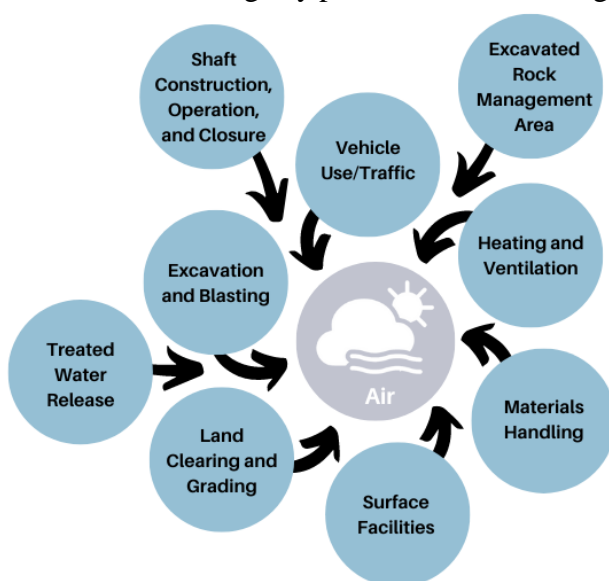 Shaft
Construction,
Operation,
and Closure
Excavated
Rock
Management
Area
Vehicle
Use/Traffic
Heating and
Ventilation
Excavation
and Blasting
Treated
Water
Release
Air
Materials
Handling
Land
Clearing and
Grading
Surface
Facilities